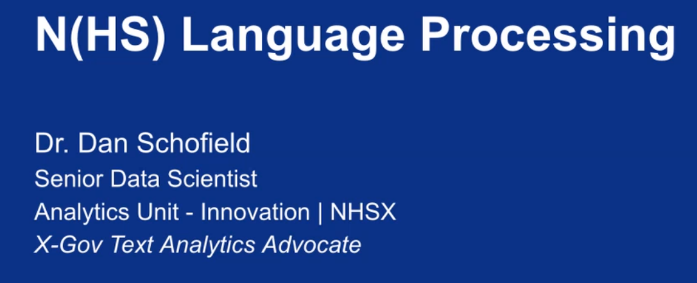 N(HS) Language Processing
Dr. Dan Schofield
Senior Data Scientist
Analytics Unit - Innovation | NHSX
X-Gov Text Analytics Advocate